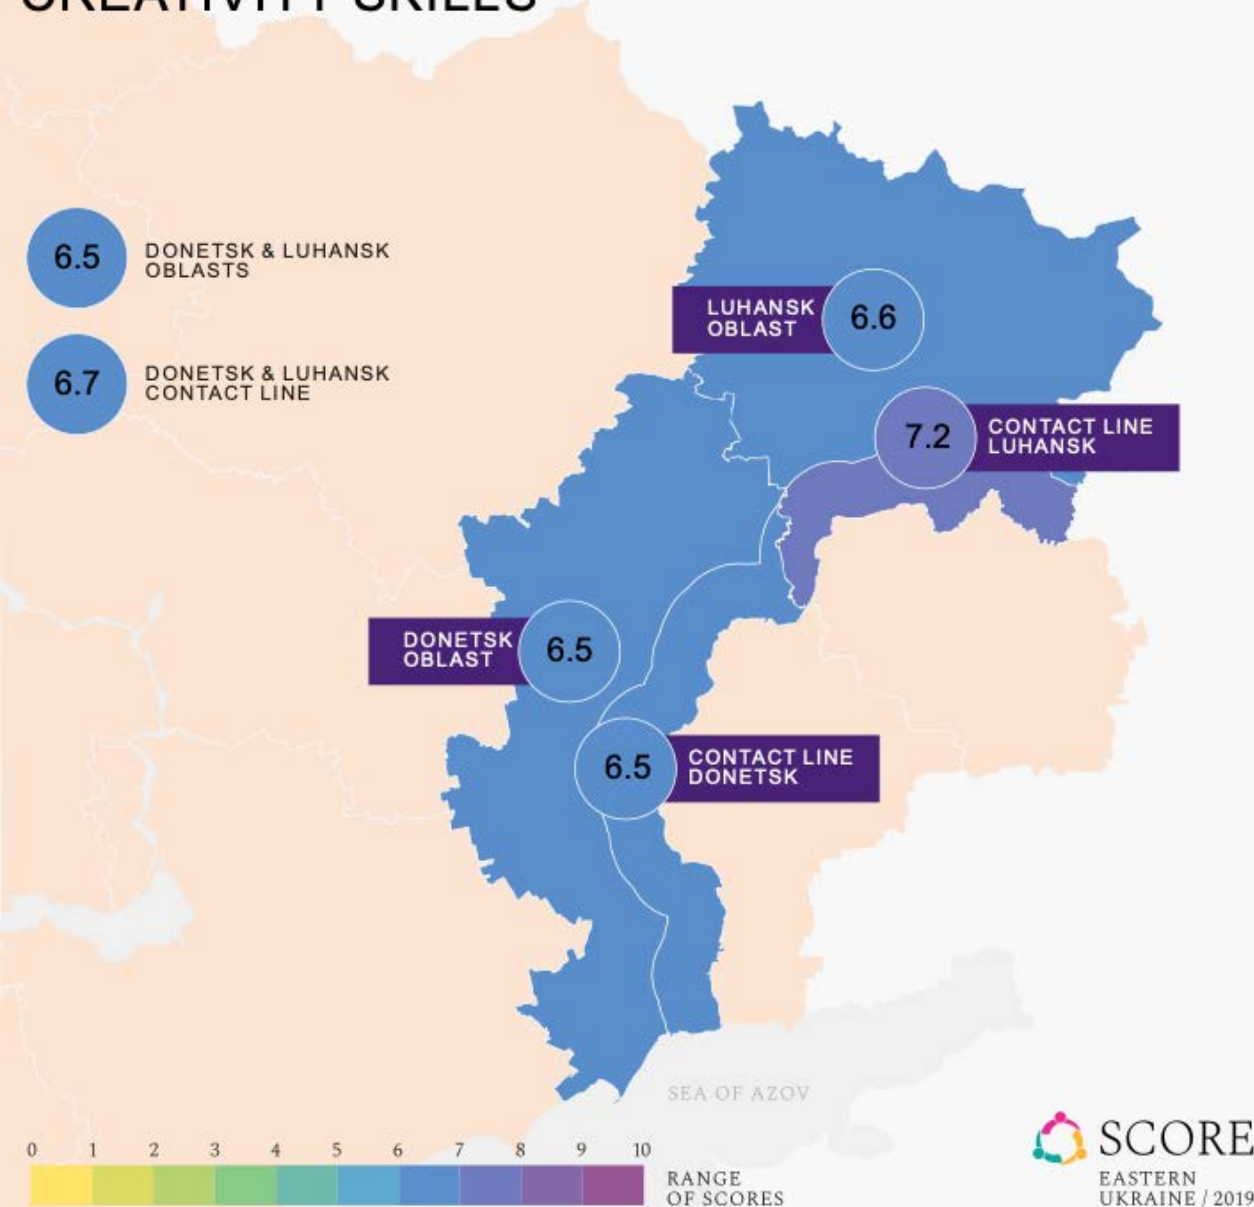 CREATIVITY SKILLS
6.5
DONETSK & LUHANSK
OBLASTS
6.7
DONETSK & LUHANSK
CONTACT LINE
LUHANSK
OBLAST
6.6
7.2
CONTACT LINE
LUHANSK
DONETSK
OBLAST
6.5
6.5
CONTACT LINE
DONETSK
SEA OF AZOV
0 1 2 3 4 5 6 7 8 9 10
RANGE
OF SCORES
SCORE
EASTERN
UKRAINE / 2019